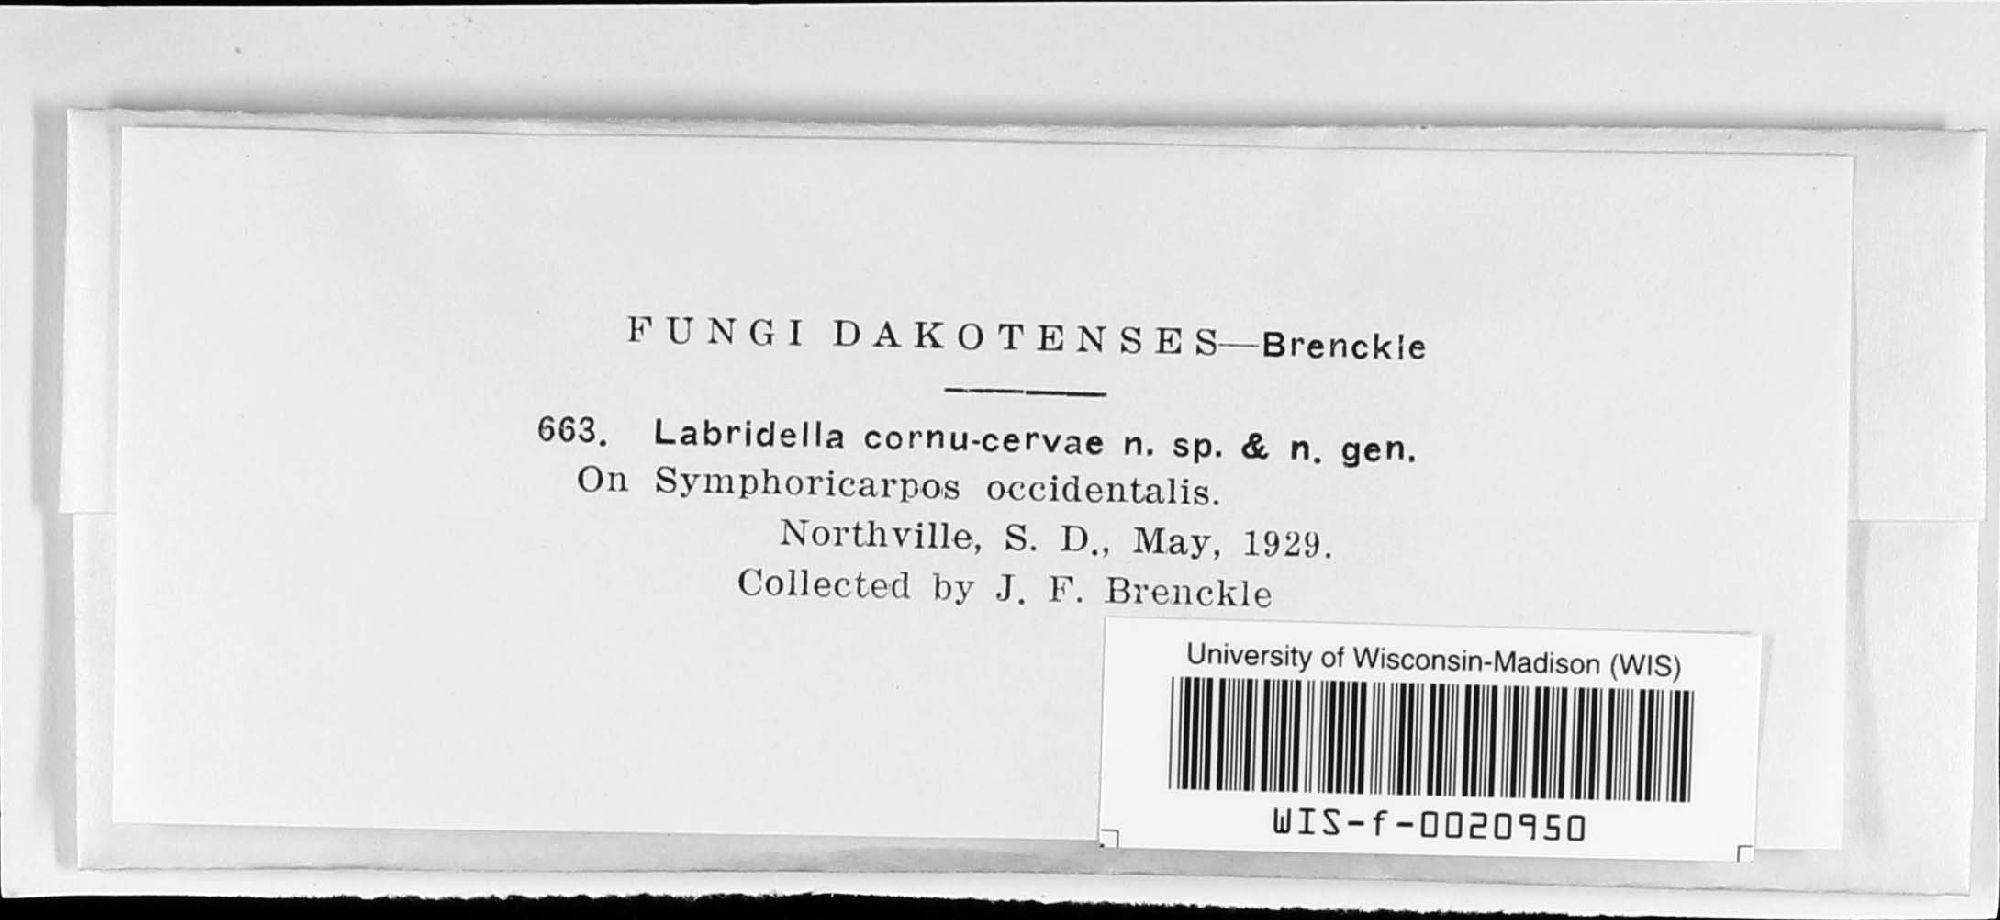 FUNGI DAKOTENSES—Brenckle
663. Labridella cornu-cervae n. sp. & n. gen.
On Symphoricarpos occidentalis.
Northville, S. D., May, 1929.
Collected by J. F. Brenckle
University of Wisconsin-Madison (WIS)
WIS-f-0020950